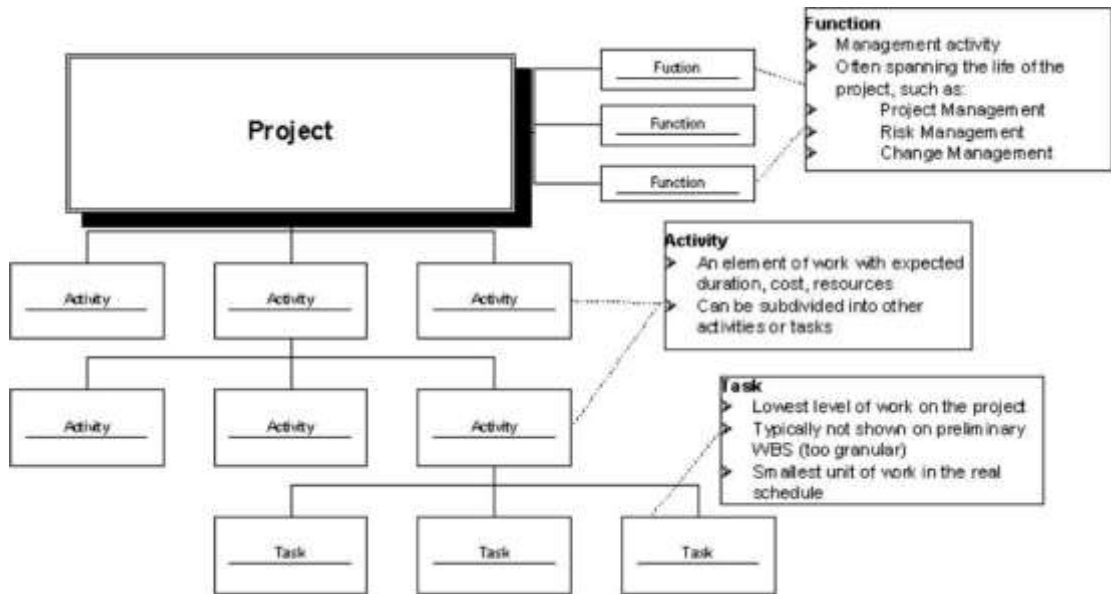 Project
Fuction
Function
Function
Function
➤ Management activity
➤ Often spanning the life of the
project, such as:
➤ Project Management
➤ Risk Management
➤ Change Management
Activity
➤ An element of work with expected
duration, cost, resources
➤ Can be subdivided into other
activities or tasks
Activity
Activity
Activity
Activity
Activity
Activity
Task
➤ Lowest level of work on the project
➤ Typically not shown on preliminary
WBS (too granular)
➤ Smallest unit of work in the real
schedule
Task
Task
Task